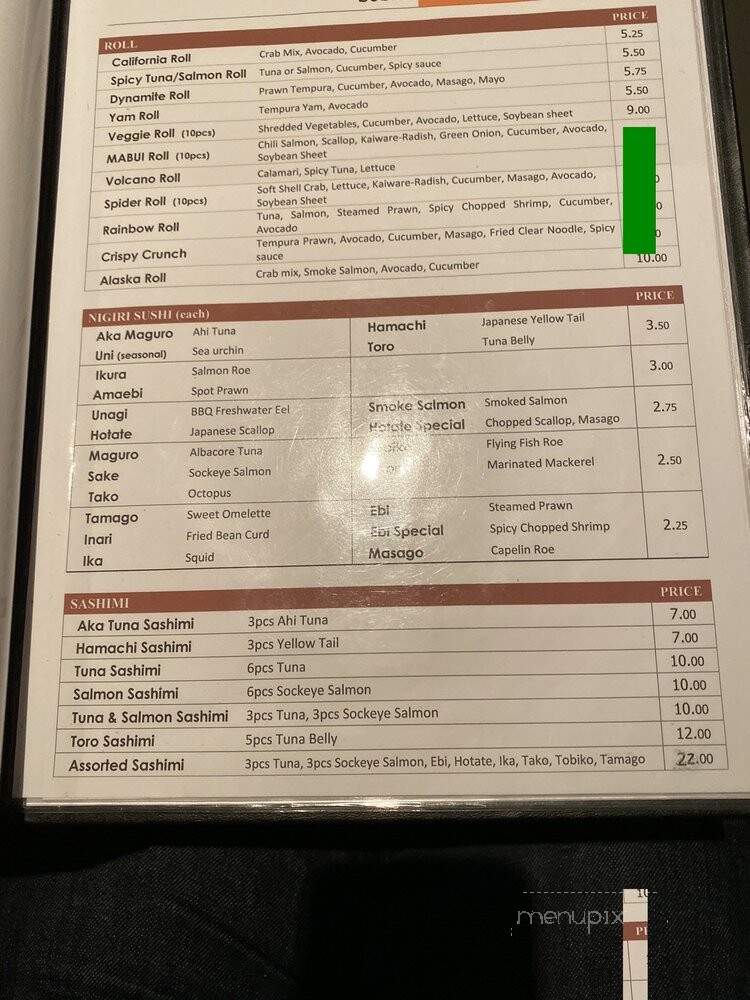 ROLL PRICE
California Roll Crab Mix, Avocado, Cucumber 5.25
Spicy Tuna/Salmon Roll Tuna or Salmon, Cucumber, Spicy sauce 5.50
Dynamite Roll Prawn Tempura, Cucumber, Avocado, Masago, Mayo 5.75
Yam Roll Tempura Yam, Avocado 5.50
Veggie Roll (10pcs) Shredded Vegetables, Cucumber, Avocado, Lettuce, Soybean sheet 9.00
MABUI Roll (10pcs) Chili Salmon, Scallop, Kaiware-Radish, Green Onion, Cucumber, Avocado,
Soybean Sheet
Volcano Roll Calamari, Spicy Tuna, Lettuce
Spider Roll (10pcs) Soft Shell Crab, Lettuce, Kaiware-Radish, Cucumber, Masago, Avocado,
Soybean Sheet
Rainbow Roll Tuna, Salmon, Steamed Prawn, Spicy Chopped Shrimp, Cucumber,
Avocado
Crispy Crunch Tempura Prawn, Avocado, Cucumber, Masago, Fried Clear Noodle, Spicy
sauce
Alaska Roll Crab mix, Smoke Salmon, Avocado, Cucumber 10.00
NIGIRI SUSHI (each) PRICE
Aka Maguro Ahi Tuna Hamachi Japanese Yellow Tail 3.50
Uni (seasonal) Sea urchin Toro Tuna Belly
Ikura Salmon Roe 3.00
Amaebi Spot Prawn
Unagi BBQ Freshwater Eel Smoke Salmon Smoked Salmon 2.75
Hotate Japanese Scallop Hotate Special Chopped Scallop, Masago
Maguro Albacore Tuna Flying Fish Roe
Sake Sockeye Salmon Marinated Mackerel 2.50
Tako Octopus
Tamago Sweet Omelette Ebi Steamed Prawn
Inari Fried Bean Curd Ebi Special Spicy Chopped Shrimp 2.25
Ika Squid Masago Capelin Roe
SASHIMI PRICE
Aka Tuna Sashimi 3pcs Ahi Tuna 7.00
Hamachi Sashimi 3pcs Yellow Tail 7.00
Tuna Sashimi 6pcs Tuna 10.00
Salmon Sashimi 6pcs Sockeye Salmon 10.00
Tuna & Salmon Sashimi 3pcs Tuna, 3pcs Sockeye Salmon 10.00
Toro Sashimi 5pcs Tuna Belly 12.00
Assorted Sashimi 3pcs Tuna, 3pcs Sockeye Salmon, Ebi, Hotate, Ika, Tako, Tobiko, Tamago 22.00
menupix